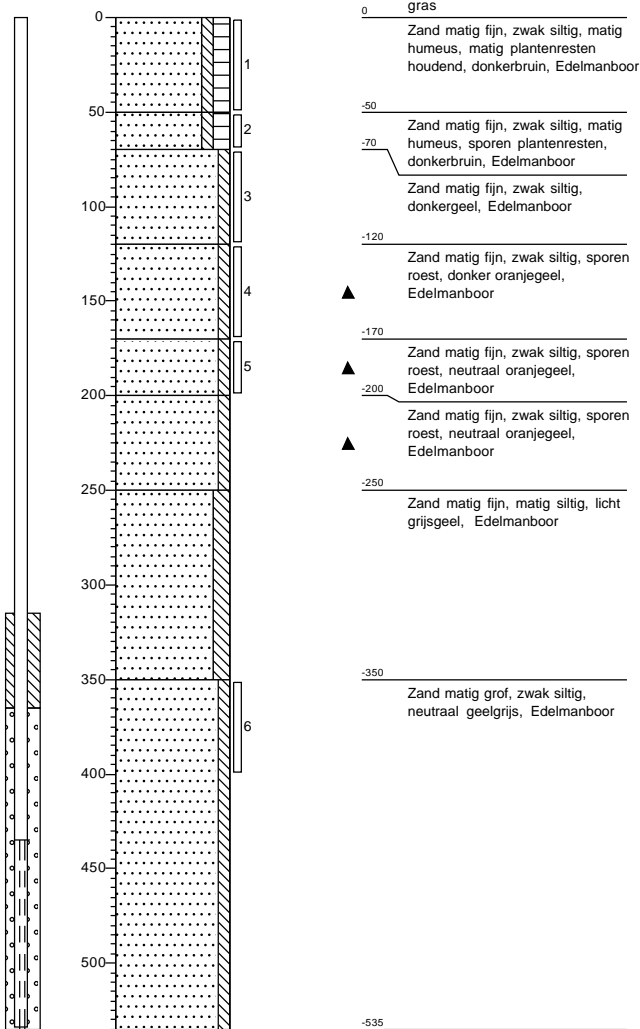 0
50
100
150
200
250
300
350
400
450
500
1
2
3
4
5
6
0
gras
Zand matig fijn, zwak siltig, matig
humeus, matig plantenresten
houdend, donkerbruin, Edelmanboor
-50
Zand matig fijn, zwak siltig, matig
humeus, sporen plantenresten,
donkerbruin, Edelmanboor
-70
Zand matig fijn, zwak siltig,
donkergeel, Edelmanboor
-120
Zand matig fijn, zwak siltig, sporen
roest, donker oranjegeel,
Edelmanboor
-170
Zand matig fijn, zwak siltig, sporen
roest, neutraal oranjegeel,
Edelmanboor
-200
Zand matig fijn, zwak siltig, sporen
roest, neutraal oranjegeel,
Edelmanboor
-250
Zand matig fijn, matig siltig, licht
grijsgeel, Edelmanboor
-350
Zand matig grof, zwak siltig,
neutraal geelgrijs, Edelmanboor
-535